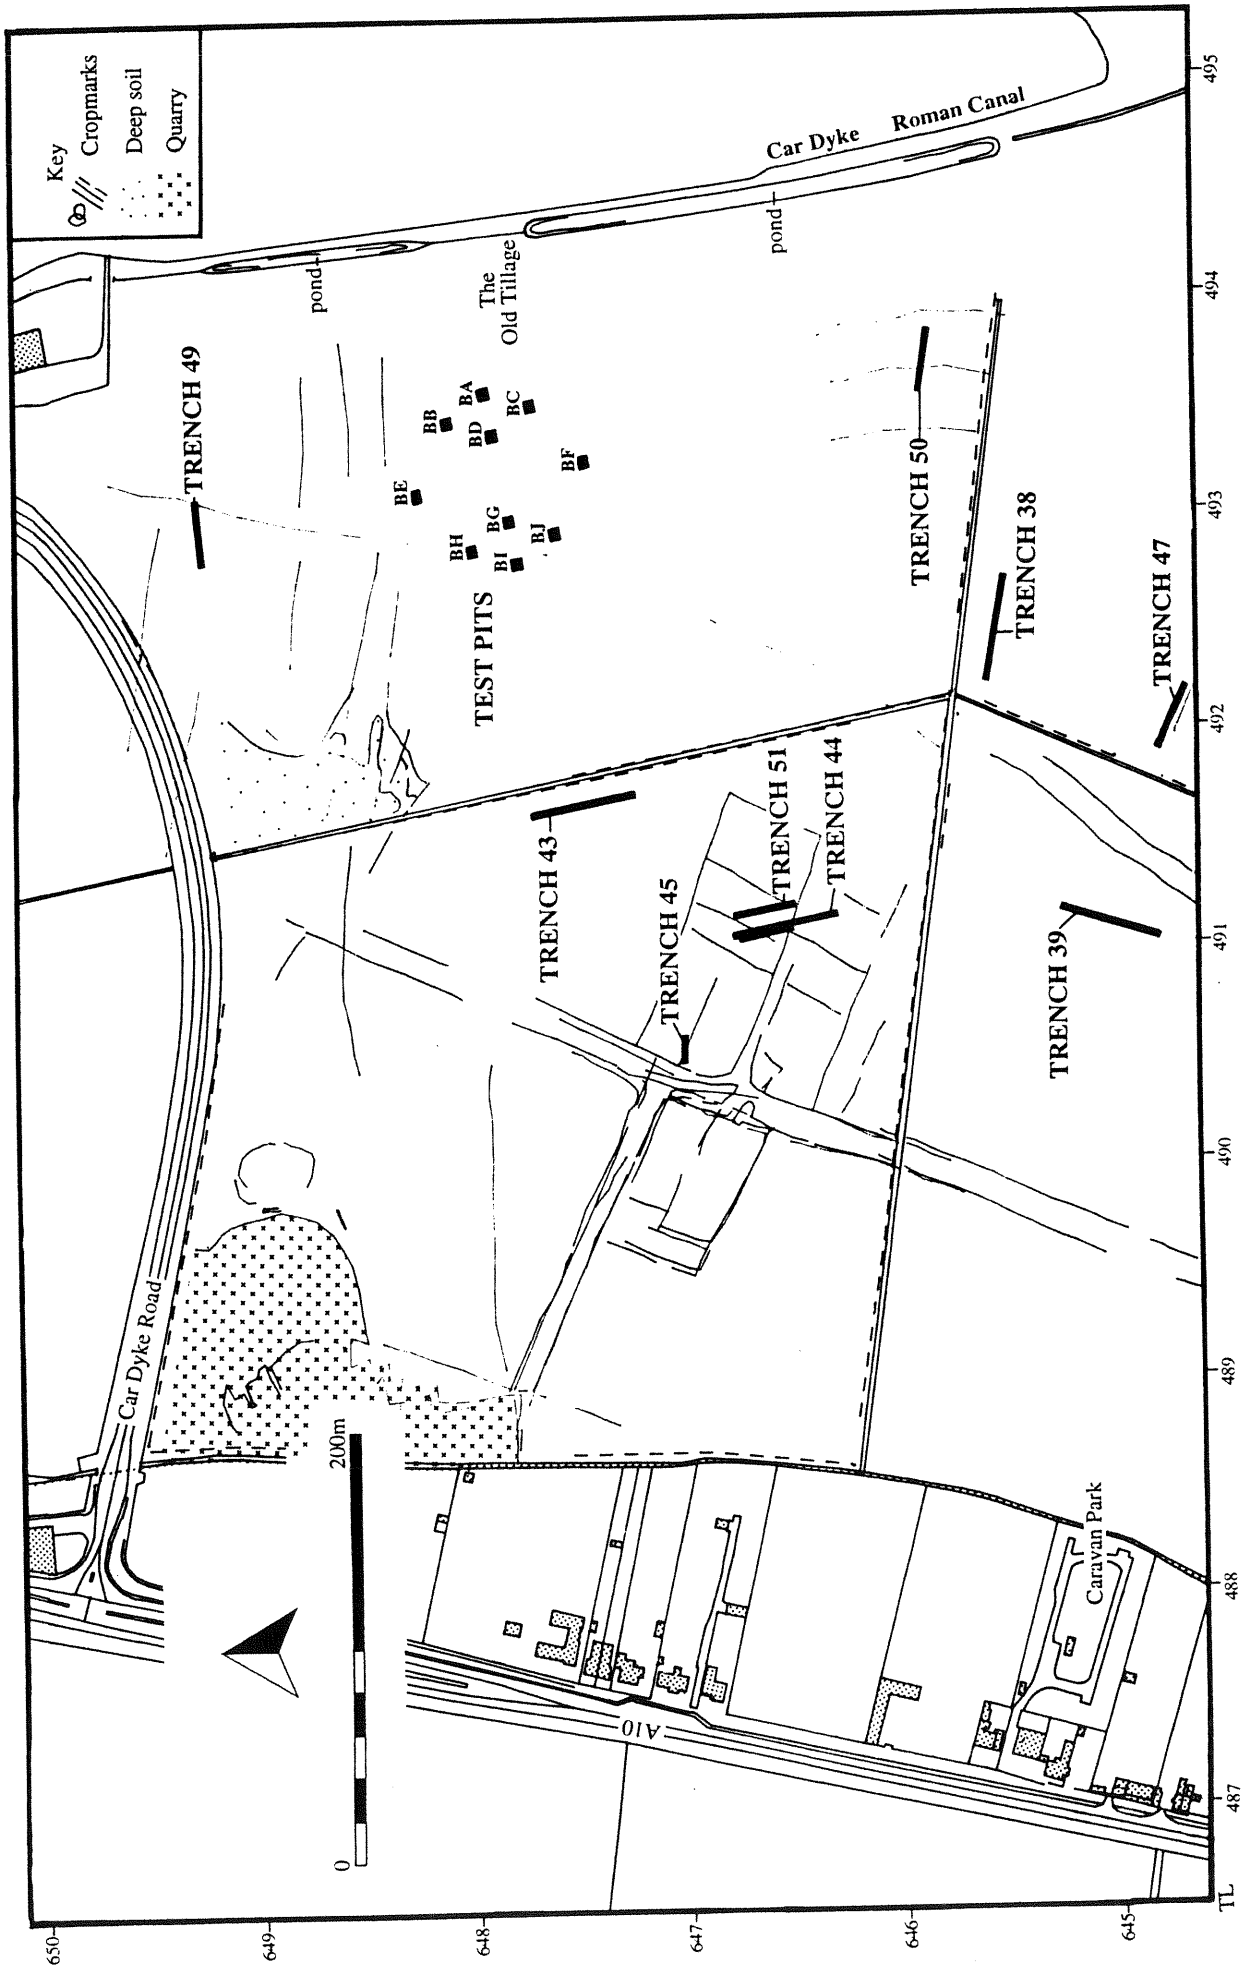 Key
Cropmarks
Deep soil
Quarry
Car Dyke Roman Canal
pond
pond
The
Old Tillage
TRENCH 49
BA
BB
BC
BD
BE
BF
BG
BH
BI
BJ
TEST PITS
TRENCH 50
TRENCH 38
TRENCH 47
TRENCH 43
TRENCH 51
TRENCH 44
TRENCH 45
TRENCH 39
Car Dyke Road
200m
0
A10
Caravan Park
650
649
648
647
646
645
TL
487
488
489
490
491
492
493
494
495